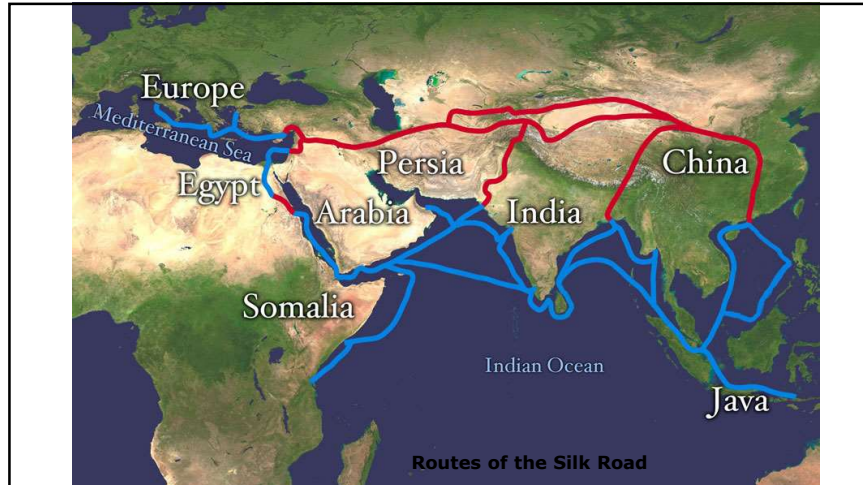 Europe
Mediterranean Sea
Egypt
Arabia
Persia
India
China
Somalia
Indian Ocean
Java
Routes of the Silk Road